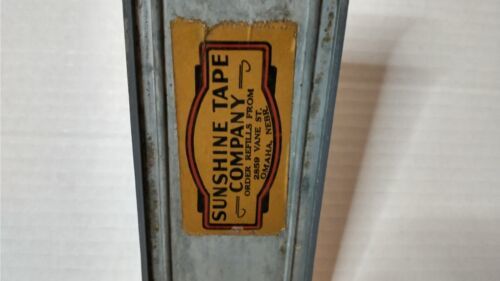 SUNSHINE TAPE
COMPANY
ORDER REFILLS FROM
2859 VANE ST.
OMAHA, NEBR.